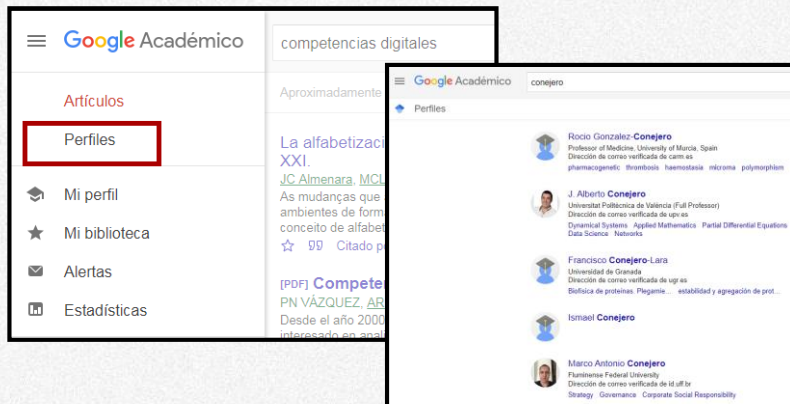 Google Académico
competencias digitales
Artículos
Perfiles
Mi perfil
Mi biblioteca
Alertas
Estadísticas
Aproximadamente
La alfabetizaci
XXI.
JC Almenara, MCL
As mudanças que
ambientes de form
conceito de alfabet
Citado p
[PDF] Compete
PN VÁZQUEZ, AR
Desde el año 2000
interesado en anali
Google Académico
conejero
Perfiles
Rocio Gonzalez-Conejero
Professor of Medicine, University of Murcia, Spain
Dirección de correo verificada de carm.es
pharmacogenetic thrombosis haemostasia microrna polymorphism
J. Alberto Conejero
Universitat Politècnica de València (Full Professor)
Dirección de correo verificada de upv.es
Dynamical Systems Applied Mathematics Partial Differential Equations
Data Science Networks
Francisco Conejero-Lara
Universidad de Granada
Dirección de correo verificada de ugr.es
Biofísica de proteínas. Plegamie... estabilidad y agregación de prot...
Ismael Conejero
Marco Antonio Conejero
Fluminense Federal University
Dirección de correo verificada de id.uff.br
Strategy Governance Corporate Social Responsibility